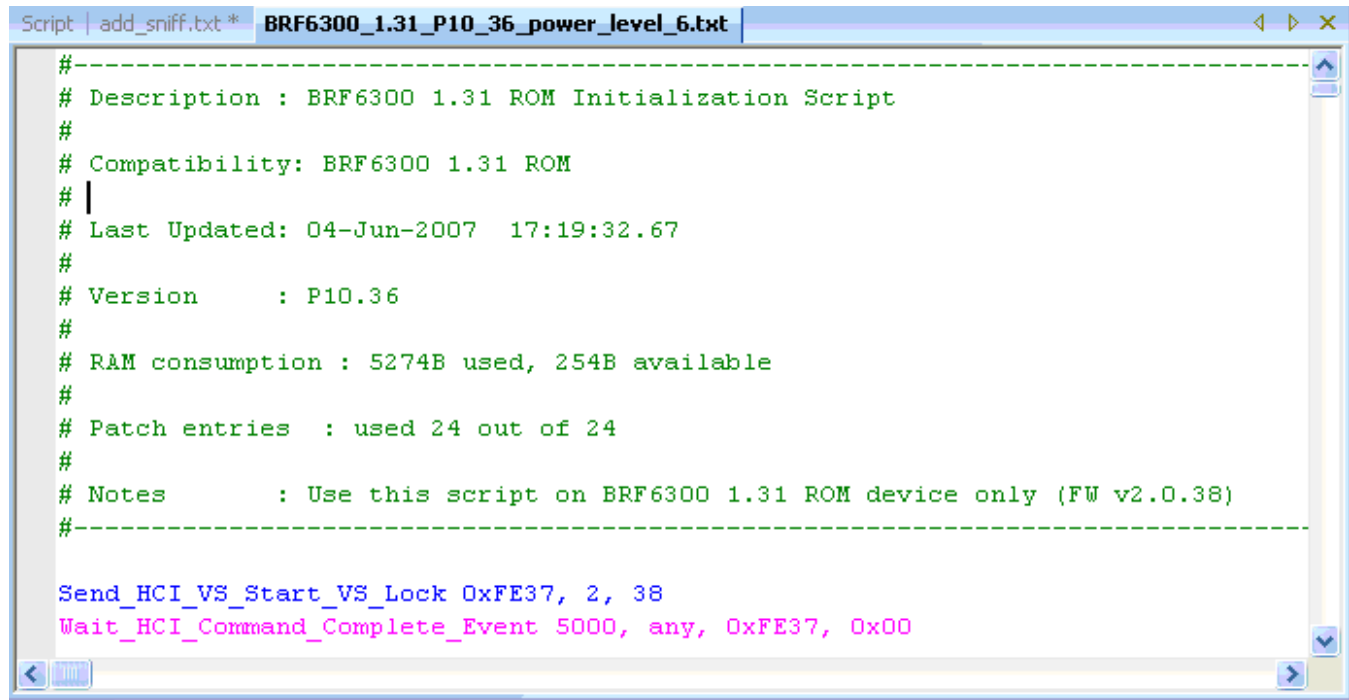 Script | add_sniff.txt * BRF6300_1.31_P10_36_power_level_6.txt
#--------------------------------------------------------------------------------
# Description : BRF6300 1.31 ROM Initialization Script
#
# Compatibility: BRF6300 1.31 ROM
#
# Last Updated: 04-Jun-2007  17:19:32.67
#
# Version     : P10.36
#
# RAM consumption : 5274B used, 254B available
#
# Patch entries  : used 24 out of 24
#
# Notes       : Use this script on BRF6300 1.31 ROM device only (FW v2.0.38)
#--------------------------------------------------------------------------------
Send_HCI_VS_Start_VS_Lock 0xFE37, 2, 38
Wait_HCI_Command_Complete_Event 5000, any, 0xFE37, 0x00